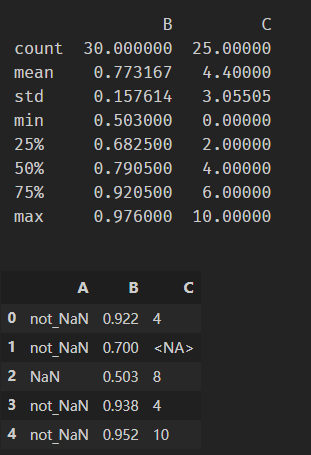 B C
count 30.000000 25.00000
mean 0.773167 4.40000
std 0.157614 3.05505
min 0.503000 0.00000
25% 0.682500 2.00000
50% 0.790500 4.00000
75% 0.920500 6.00000
max 0.976000 10.00000
A B C
0 not_NaN 0.922 4
1 not_NaN 0.700 <NA>
2 NaN 0.503 8
3 not_NaN 0.938 4
4 not_NaN 0.952 10